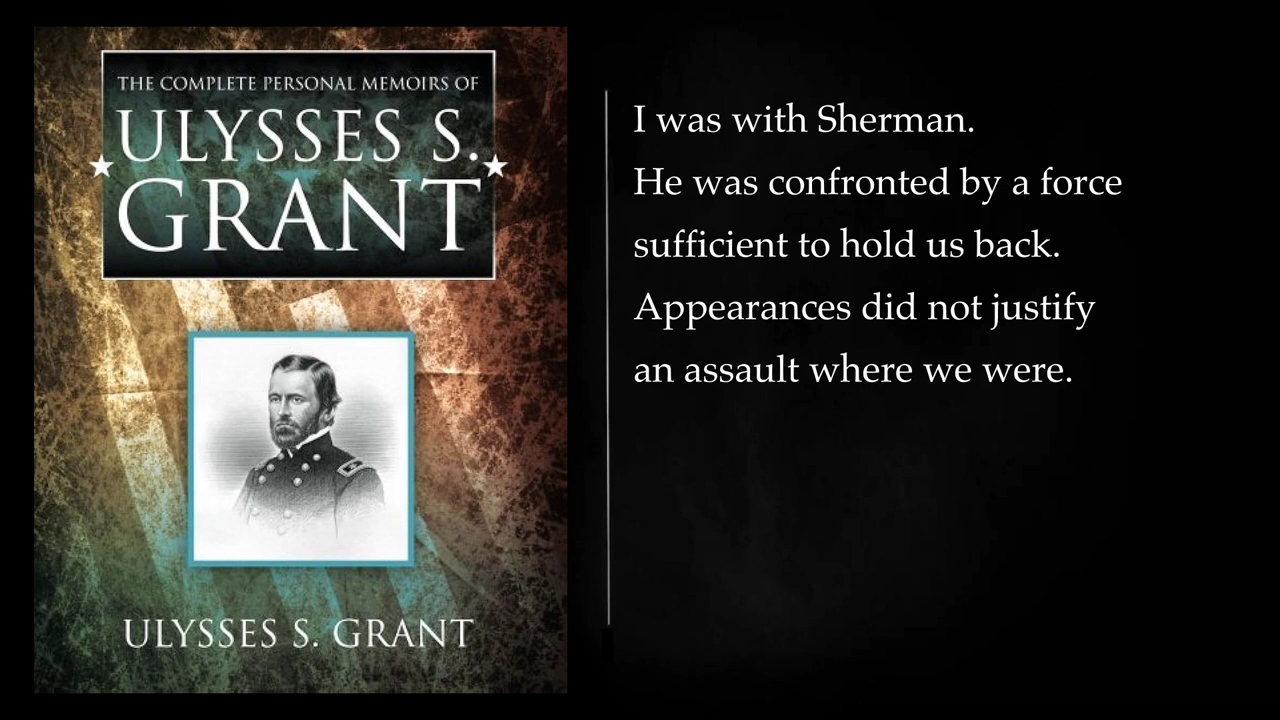 THE COMPLETE PERSONAL MEMOIRS OF
ULYSSES S.
GRANT
ULYSSES S. GRANT
I was with Sherman.
He was confronted by a force
sufficient to hold us back.
Appearances did not justify
an assault where we were.